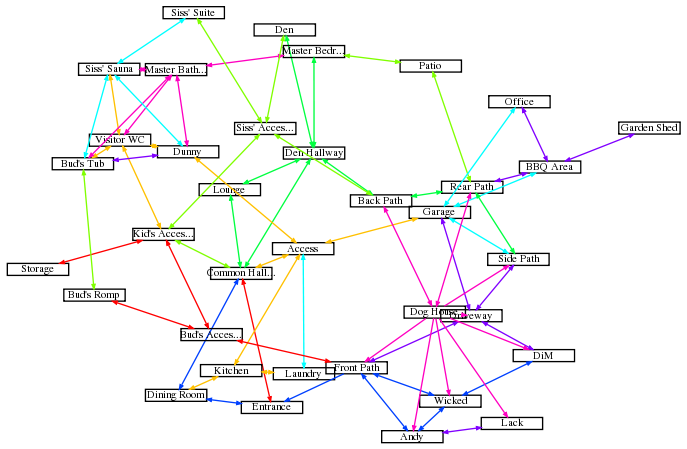 Siss' Suite
Den
Master Bedr...
Siss' Sauna
Master Bath...
Patio
Office
Garden Shed
Siss' Acces...
Visitor WC
Dunny
Den Hallway
Bud's Tub
BBQ Area
Lounge
Back Path
Rear Path
Garage
Kid's Acces...
Access
Side Path
Storage
Common Hall...
Bud's Romp
Dog House
Driveway
Bud's Acces...
DiM
Kitchen
Laundry
Front Path
Dining Room
Entrance
Wicked
Lack
Andy